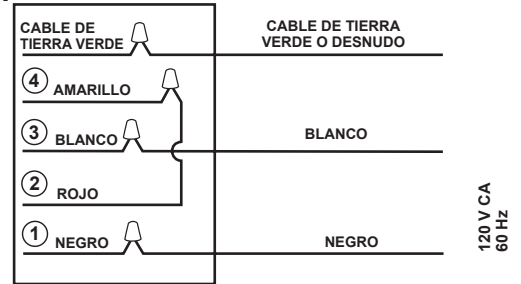 CABLE DE
TIERRA VERDE
CABLE DE TIERRA
VERDE O DESNUDO
4 AMARILLO
3 BLANCO
BLANCO
2 ROJO
1 NEGRO
NEGRO
120 V CA
60 Hz